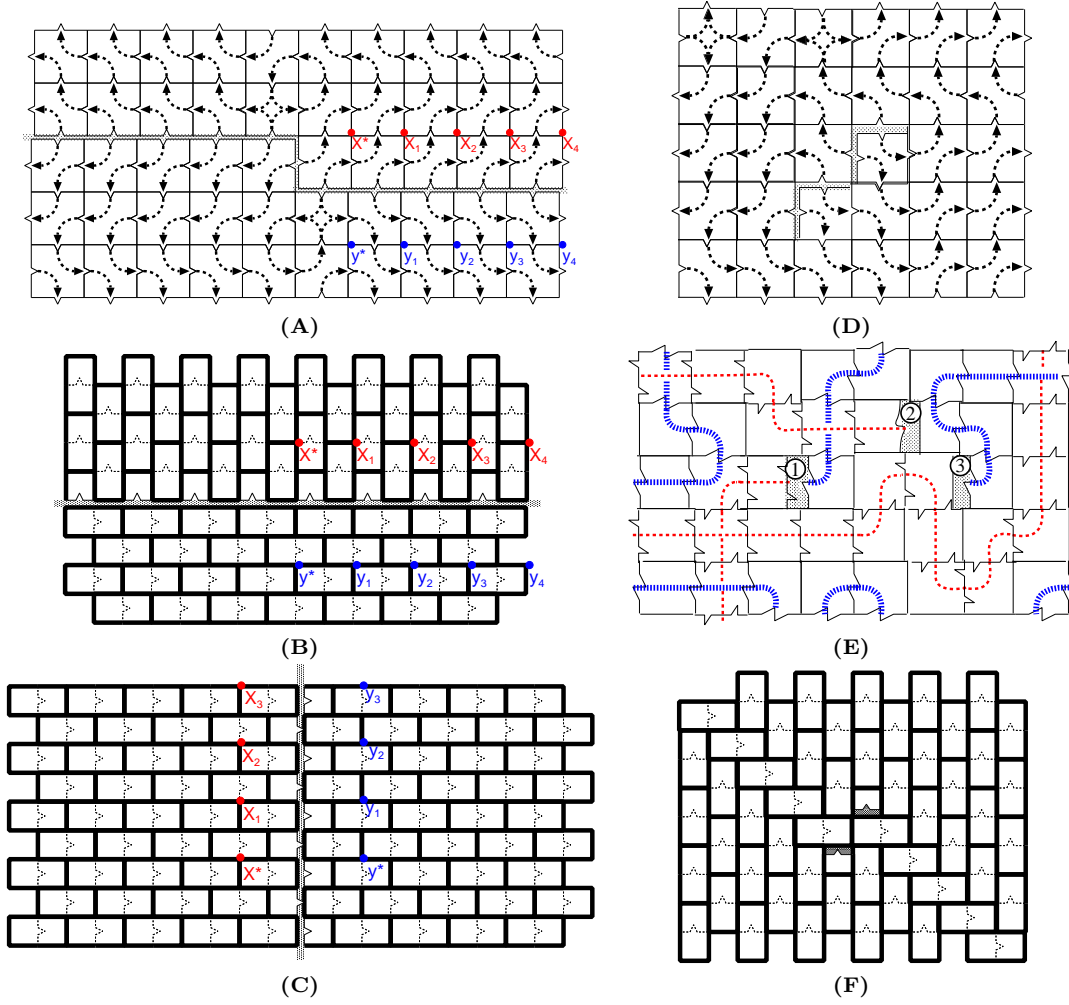 X* X₁ X₂ X₃ X₄
y* y₁ y₂ y₃ y₄
(A)
(D)
X* X₁ X₂ X₃ X₄
y* y₁ y₂ y₃ y₄
(B)
2
1 3
(E)
X₃ y₃
X₂ y₂
X₁ y₁
X* y*
(C)
(F)